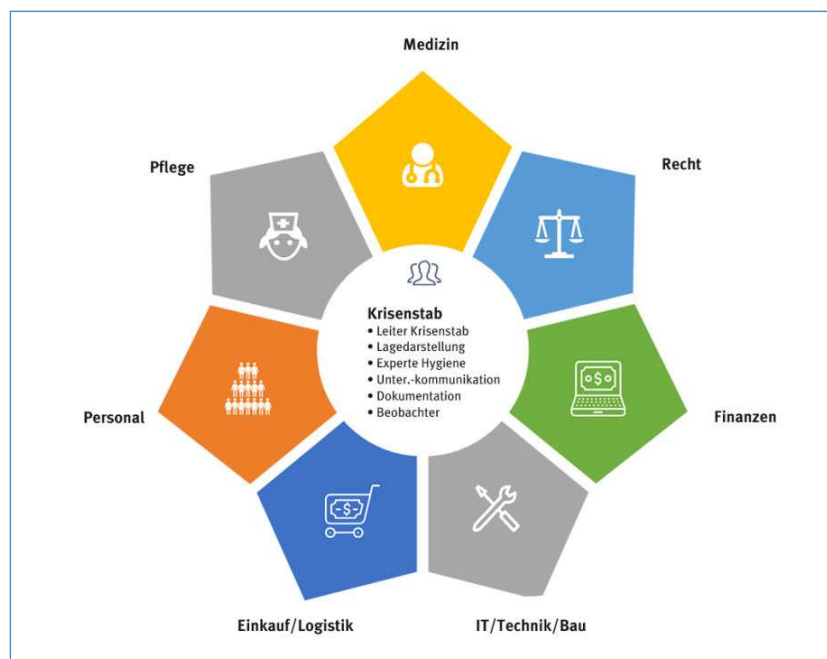 Medizin
Pflege
Recht
Krisenstab
• Leiter Krisenstab
• Lagedarstellung
• Experte Hygiene
• Unter.-kommunikation
• Dokumentation
• Beobachter
Personal
Finanzen
Einkauf/Logistik
IT/Technik/Bau